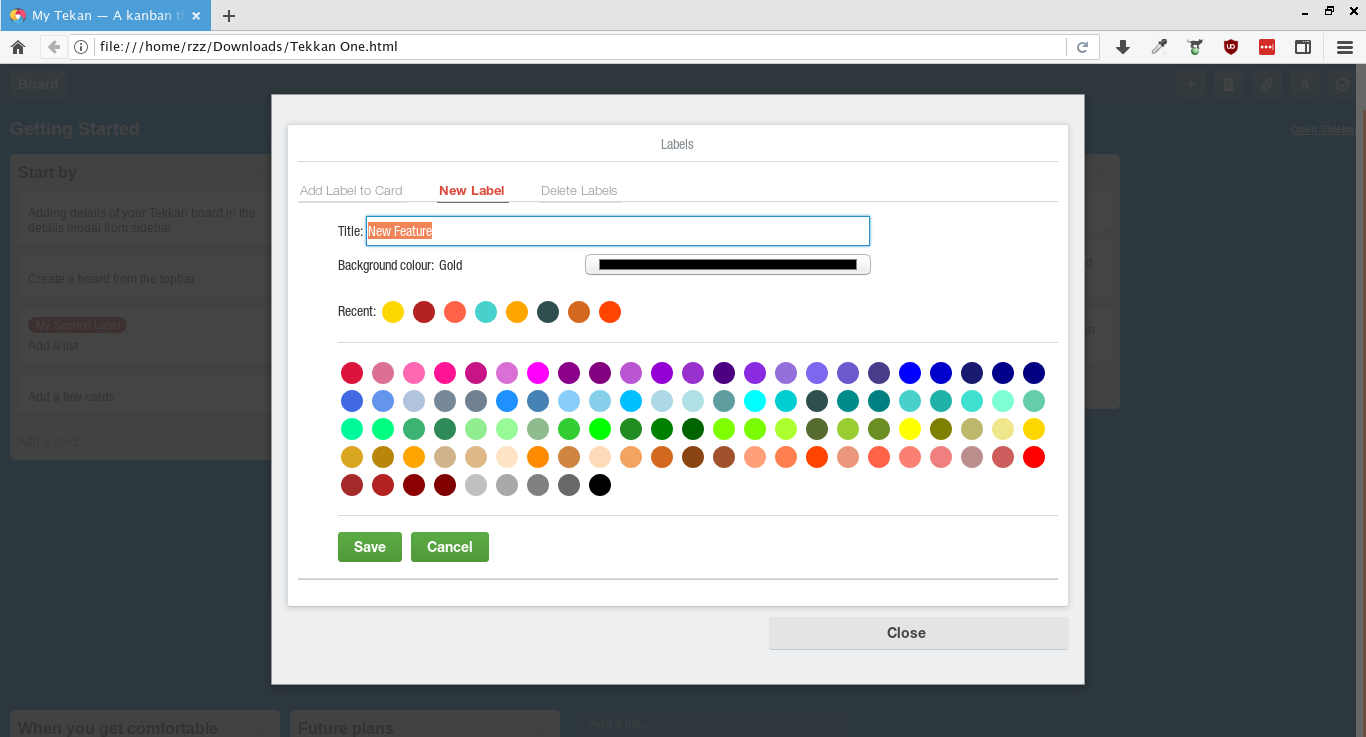 My Tekan — A kanban t
file:///home/rzz/Downloads/Tekkan One.html
Board
A
Getting Started
Open Sidebar
Start by
Adding details of your Tekkan board in the
details modal from sidebar
Create a board from the topbar
My Second Label
Add a list
Add a few cards
Add a card...
Labels
Add Label to Card
New Label
Delete Labels
Title:
New Feature
Background colour: Gold
Recent:
Save
Cancel
Close
When you get comfortable
Future plans
Add a list...